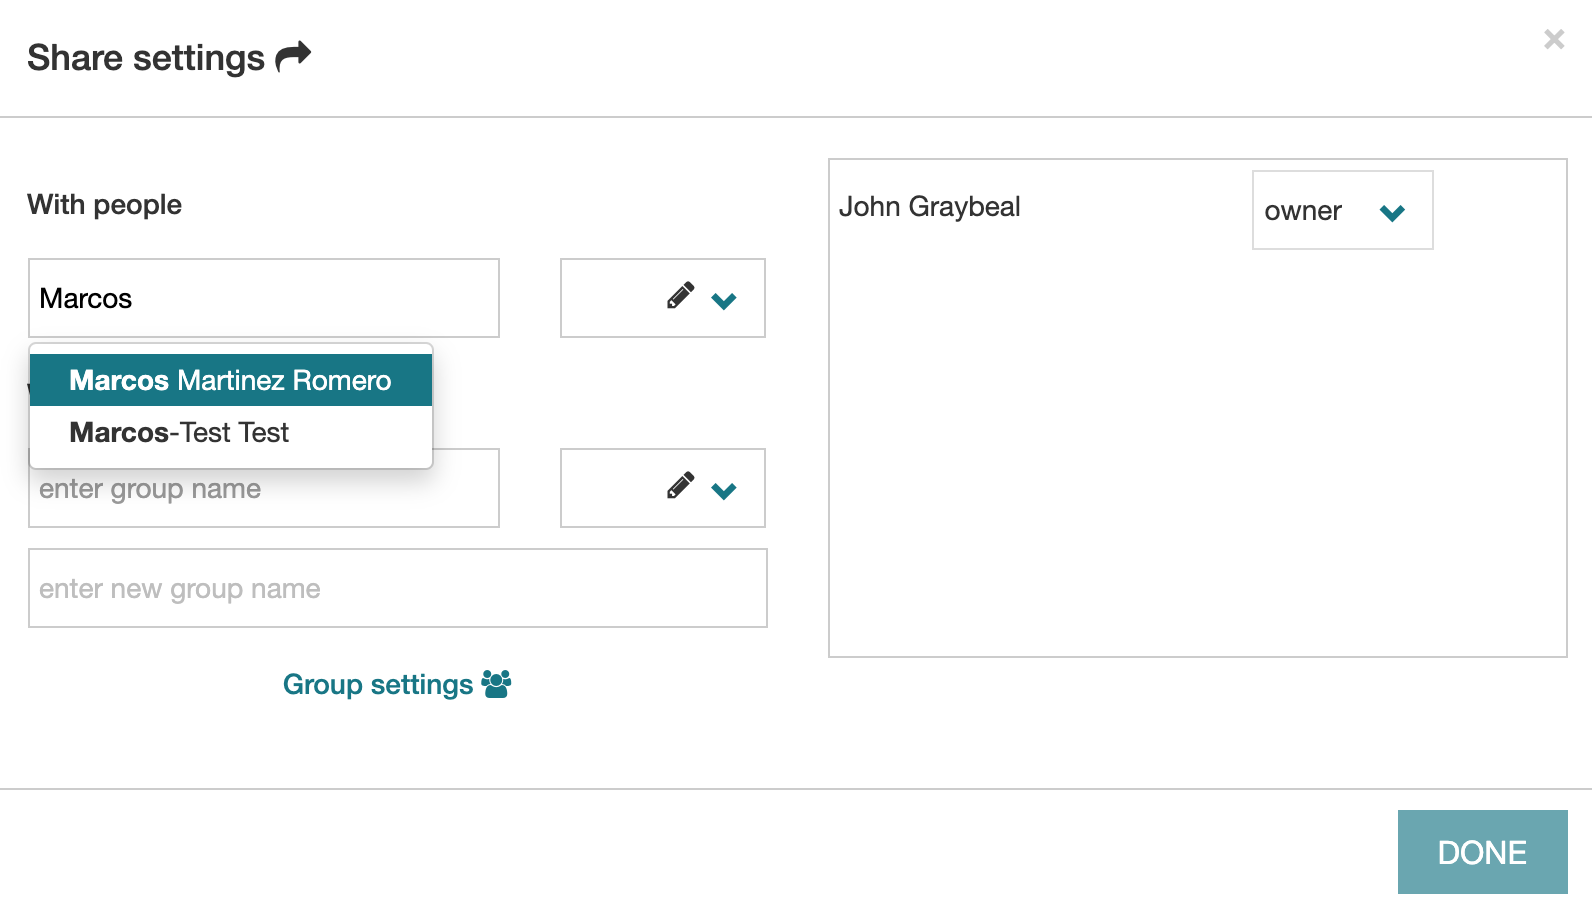 Share settings
With people
Marcos
Marcos Martinez Romero
Marcos-Test Test
enter group name
enter new group name
Group settings
John Graybeal
owner
DONE